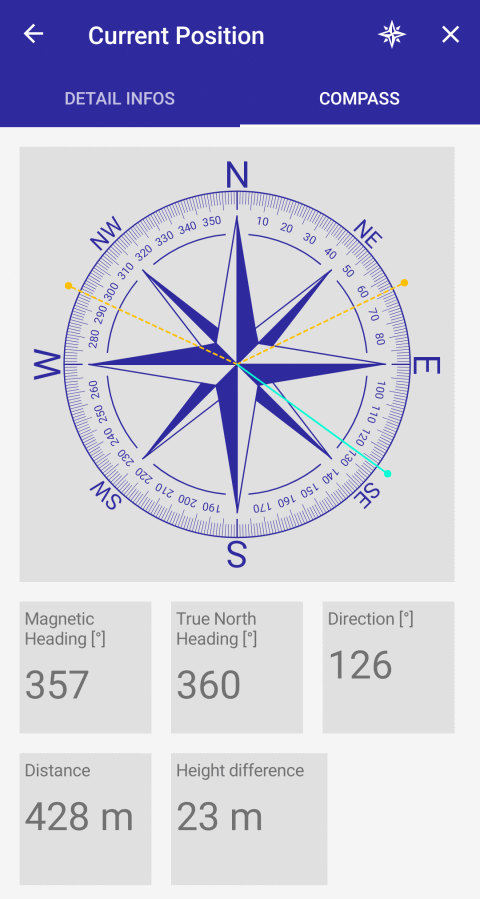 Current Position
DETAIL INFOS
COMPASS
N
NE
E
SE
S
SW
W
NW
10
20
30
40
50
60
70
80
100
110
120
130
140
150
160
170
190
200
210
220
230
240
250
260
280
290
300
310
320
330
340
350
Magnetic
Heading [°]
357
True North
Heading [°]
360
Direction [°]
126
Distance
428 m
Height difference
23 m